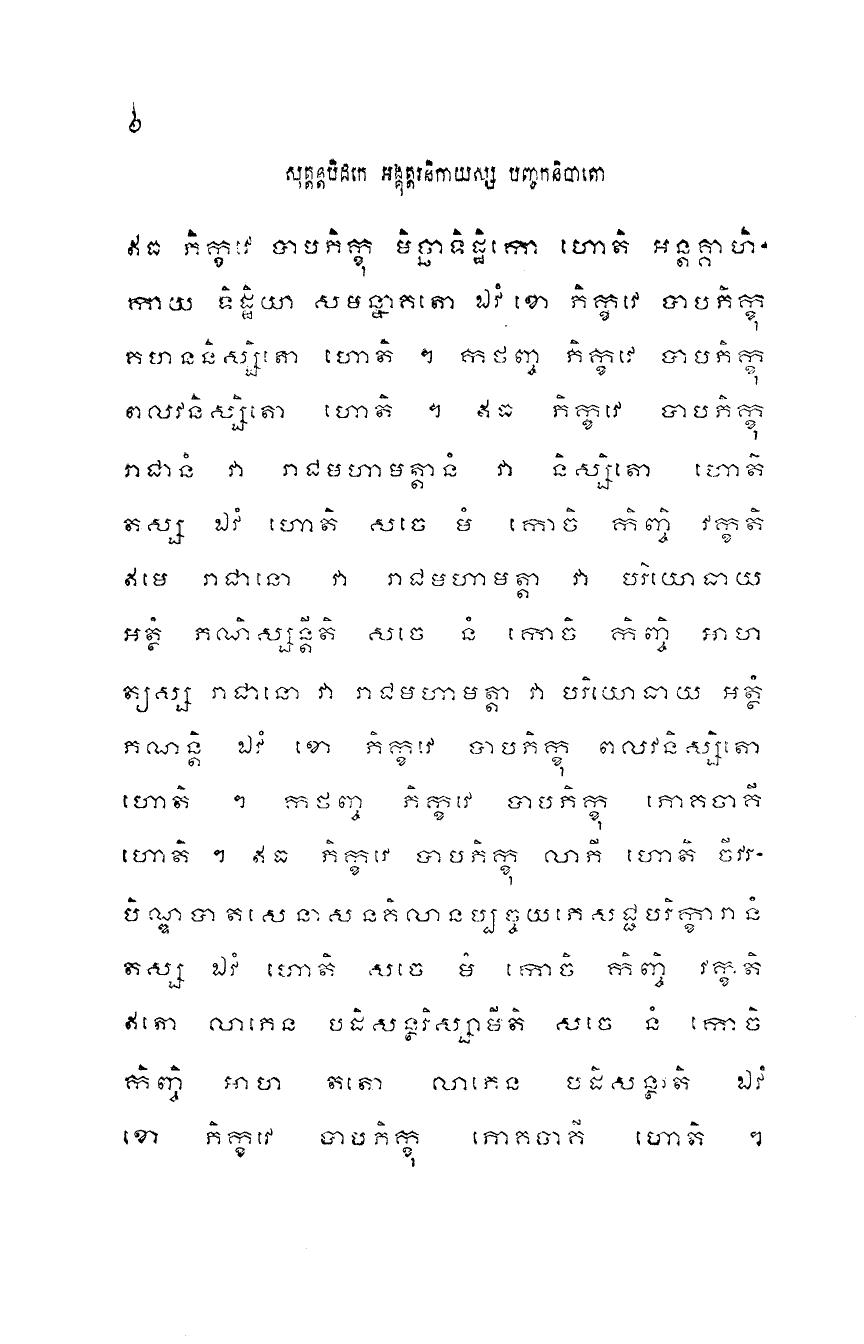 ៦
សុត្តន្តបិដកេ អង្គុត្តរនិកាយស្ស បញ្ចកនិបាតោ
ឥធ ភិក្ខវេ បាបភិក្ខុ មិច្ឆាទិដ្ឋិកោ ហោតិ អន្តគ្គាហិ-
កាយ ទិដ្ឋិយា សមន្នាគតោ ឯវំ ខោ ភិក្ខវេ បាបភិក្ខុ
គហននិស្សិតោ ហោតិ ។ កថញ្ច ភិក្ខវេ បាបភិក្ខុ
ពលវនិស្សិតោ ហោតិ ។ ឥធ ភិក្ខវេ បាបភិក្ខុ
រាជានំ វា រាជមហាមត្តានំ វា និស្សិតោ ហោតិ
តស្ស ឯវំ ហោតិ សចេ មំ កោចិ កិញ្ចិ វក្ខតិ
ឥមេ រាជានោ វា រាជមហាមត្តា វា បរិយោធាយ
អត្ថំ ភណិស្សន្តីតិ សចេ នំ កោចិ កិញ្ចិ អាហ
ត្យស្ស រាជានោ វា រាជមហាមត្តា វា បរិយោធាយ អត្ថំ
ភណន្តិ ឯវំ ខោ ភិក្ខវេ បាបភិក្ខុ ពលវនិស្សិតោ
ហោតិ ។ កថញ្ច ភិក្ខវេ បាបភិក្ខុ ភោគចាគី
ហោតិ ។ ឥធ ភិក្ខវេ បាបភិក្ខុ លាភី ហោតិ ចីវរ-
បិណ្ឌបាតសេនាសនគិលានប្បច្ចយភេសជ្ជបរិក្ខារានំ
តស្ស ឯវំ ហោតិ សចេ មំ កោចិ កិញ្ចិ វក្ខតិ
ឥតោ លាភេន បដិសន្ថរិស្សាមីតិ សចេ នំ កោចិ
កិញ្ចិ អាហ តតោ លាភេន បដិសន្ថរតិ ឯវំ
ខោ ភិក្ខវេ បាបភិក្ខុ ភោគចាគី ហោតិ ។